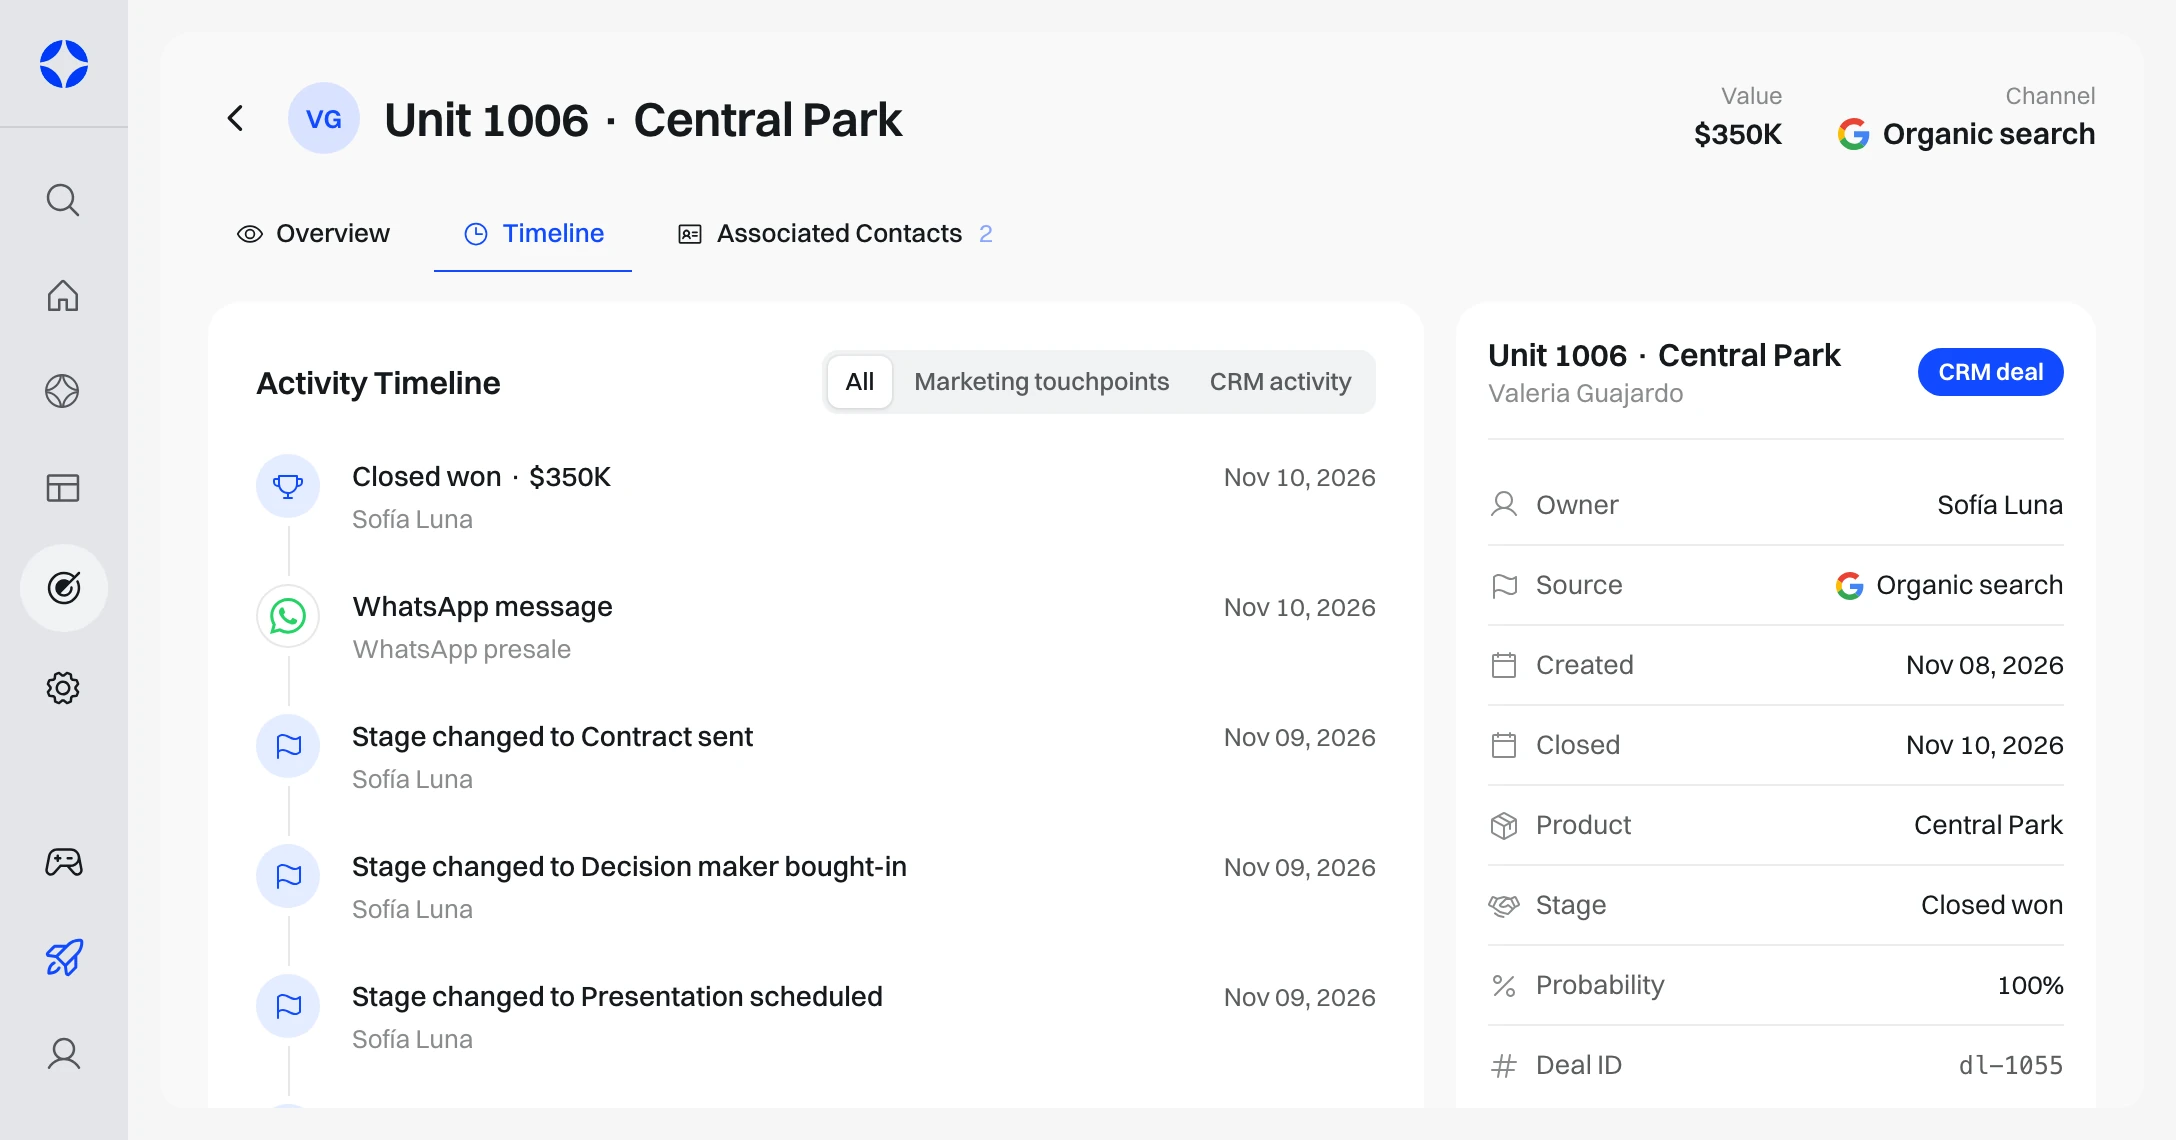 VG
Unit 1006 · Central Park
Value
$350K
Channel
Organic search
Overview
Timeline
Associated Contacts 2
Activity Timeline
All
Marketing touchpoints
CRM activity
Closed won · $350K
Nov 10, 2026
Sofía Luna
WhatsApp message
Nov 10, 2026
WhatsApp presale
Stage changed to Contract sent
Nov 09, 2026
Sofía Luna
Stage changed to Decision maker bought-in
Nov 09, 2026
Sofía Luna
Stage changed to Presentation scheduled
Nov 09, 2026
Sofía Luna
Unit 1006 · Central Park
Valeria Guajardo
CRM deal
Owner
Sofía Luna
Source
Organic search
Created
Nov 08, 2026
Closed
Nov 10, 2026
Product
Central Park
Stage
Closed won
Probability
100%
Deal ID
dl-1055